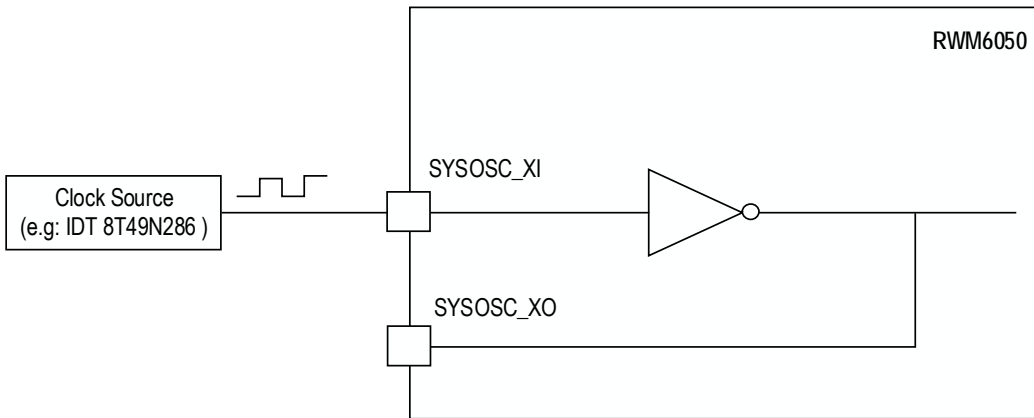 RWM6050
SYSOSC_XI
Clock Source
(e.g: IDT 8T49N286 )
SYSOSC_XO